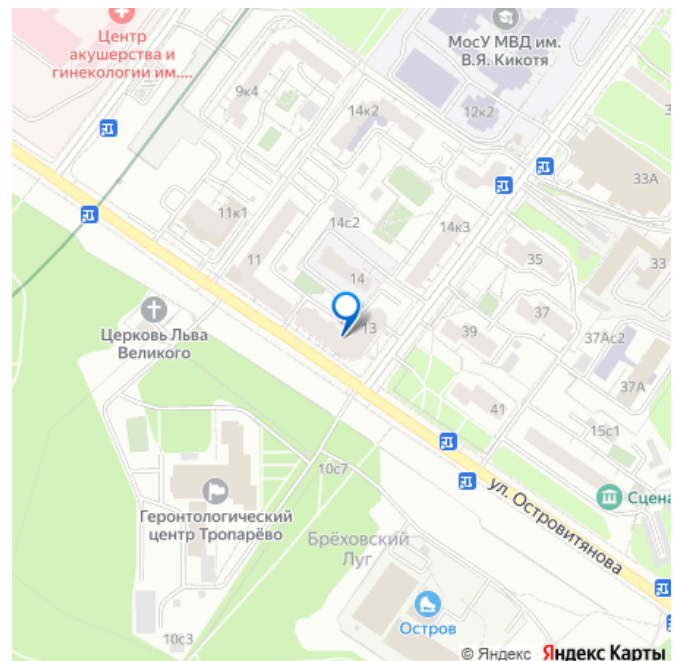 Центр
акушерства и
гинекологии им....
МосУ МВД им.
В.Я. Кикотя
9к4
14к2
12к2
33А
11к1
14с2
14к3
11
14
35
33
13
39
37
37Ас2
37А
Церковь Льва
Великого
41
15с1
10с7
Сцена
ул. Островитянова
Геронтологический
центр Тропарёво
Брёховский
Луг
Остров
10с3
© Яндекс Яндекс Карты